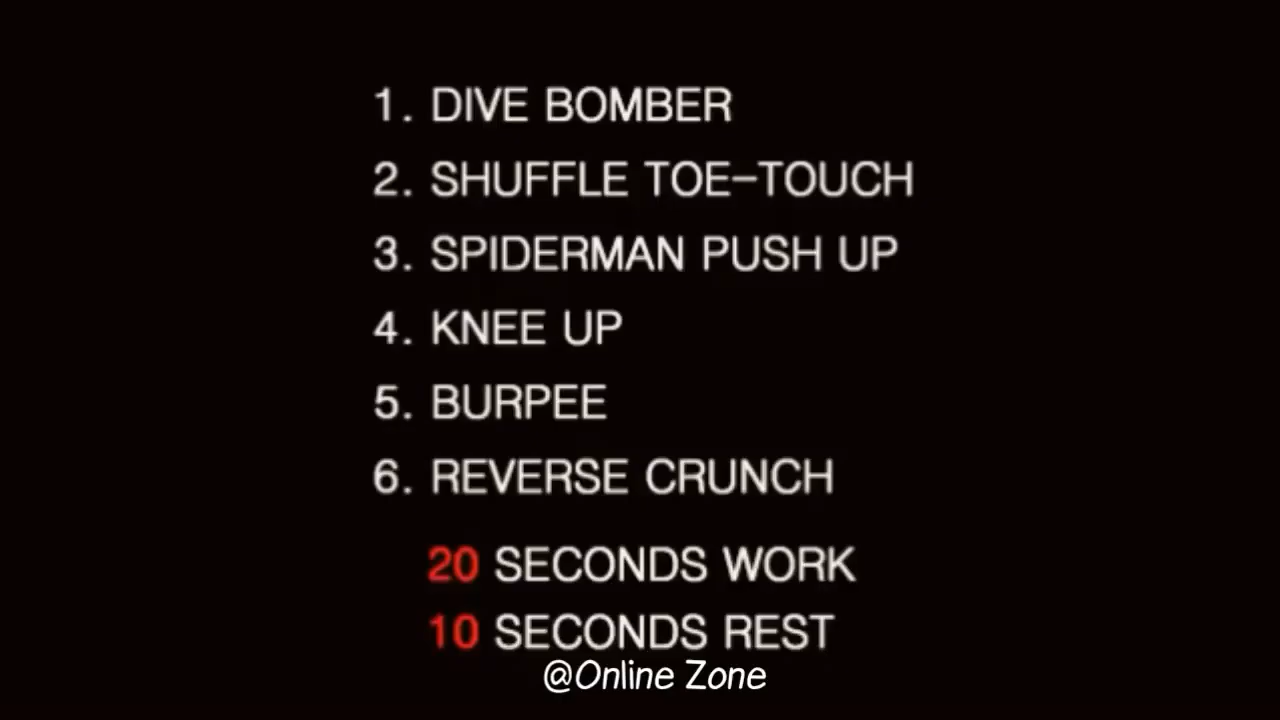 1. DIVE BOMBER
2. SHUFFLE TOE-TOUCH
3. SPIDERMAN PUSH UP
4. KNEE UP
5. BURPEE
6. REVERSE CRUNCH
20 SECONDS WORK
10 SECONDS REST
@Online Zone